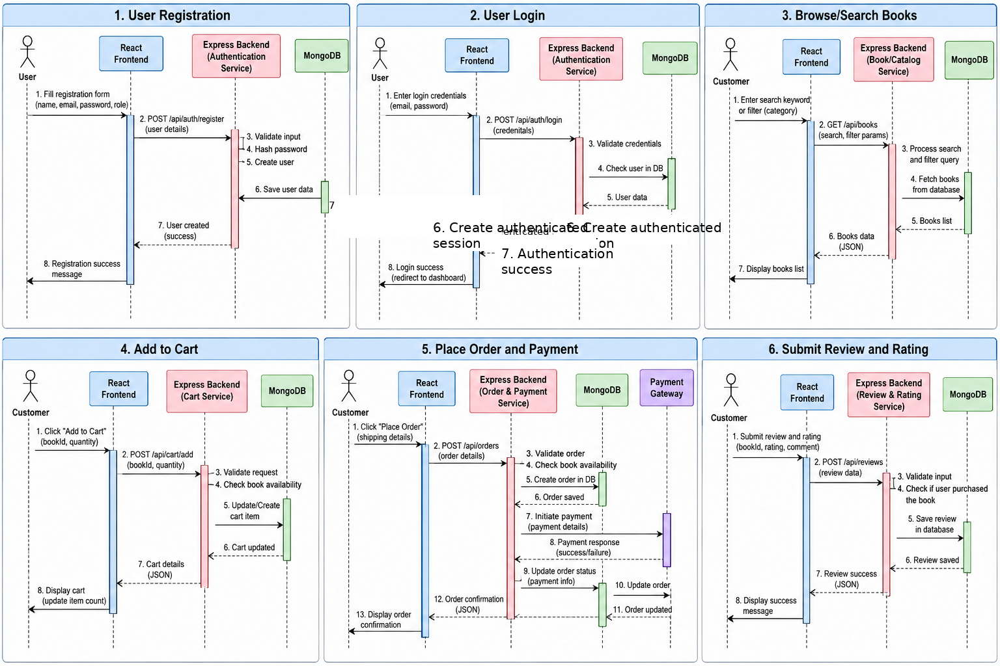 1. User Registration
User
React
Frontend
Express Backend
(Authentication
Service)
MongoDB
1. Fill registration form
(name, email, password, role)
2. POST /api/auth/register
(user details)
3. Validate input
4. Hash password
5. Create user
6. Save user data
7
7. User created
(success)
8. Registration success
message
2. User Login
User
React
Frontend
Express Backend
(Authentication
Service)
MongoDB
1. Enter login credentials
(email, password)
2. POST /api/auth/login
(credenitals)
3. Validate credentials
4. Check user in DB
5. User data
6. Create authenticated
session
enticated
Create authenticated
on
7. Authentication
success
8. Login success
(redirect to dashboard)
3. Browse/Search Books
Customer
React
Frontend
Express Backend
(Book/Catalog
Service)
MongoDB
1. Enter search keyword
or filter (category)
2. GET /api/books
(search, filter params)
3. Process search
and filter query
4. Fetch books
from database
5. Books list
6. Books data
(JSON)
7. Display books list
4. Add to Cart
Customer
React
Frontend
Express Backend
(Cart Service)
MongoDB
1. Click "Add to Cart"
(bookId, quantity)
2. POST /api/cart/add
(bookId, quantity)
3. Validate request
4. Check book availability
5. Update/Create
cart item
6. Cart updated
7. Cart details
(JSON)
8. Display cart
(update item count)
5. Place Order and Payment
Customer
React
Frontend
Express Backend
(Order & Payment
Service)
MongoDB
Payment
Gateway
1. Click "Place Order"
(shipping details)
2. POST /api/orders
(order details)
3. Validate order
4. Check book availability
5. Create order in DB
6. Order saved
7. Initiate payment
(payment details)
8. Payment response
(success/failure)
9. Update order status
(payment info)
10. Update order
11. Order updated
12. Order confirmation
(JSON)
13. Display order
confirmation
6. Submit Review and Rating
Customer
React
Frontend
Express Backend
(Review & Rating
Service)
MongoDB
1. Submit review and rating
(bookId, rating, comment)
2. POST /api/reviews
(review data)
3. Validate input
4. Check if user purchased
the book
5. Save review
in database
6. Review saved
7. Review success
(JSON)
8. Display success
message